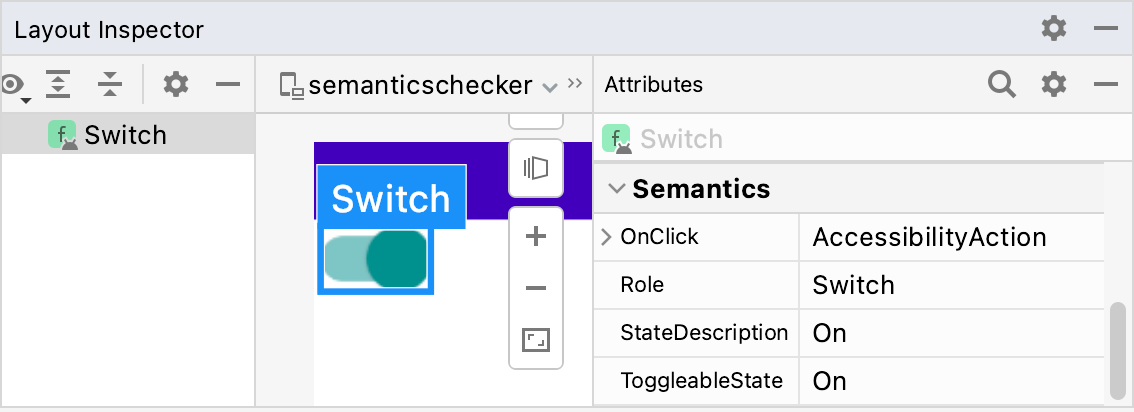 Layout Inspector
semanticschecker
Attributes
Switch
Switch
Switch
Semantics
OnClick AccessibilityAction
Role Switch
StateDescription On
ToggleableState On